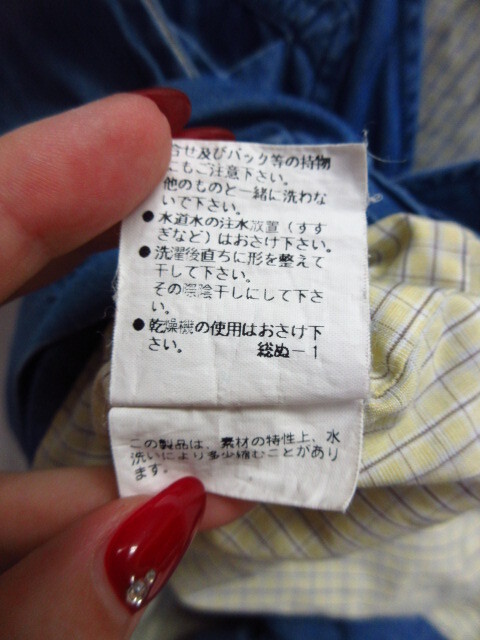 合せ及びバック等の持物
にもご注意下さい。
他のものと一緒に洗わな
いで下さい。
●水道水の注水放置（すす
ぎなど）はおさけ下さい。
●洗濯後直ちに形を整えて
干して下さい。
その際陰干しにして下さ
い。
●乾燥機の使用はおさけ下
さい。 総ぬー1
この製品は、素材の特性上、水
洗いにより多少縮むことがあり
ます。